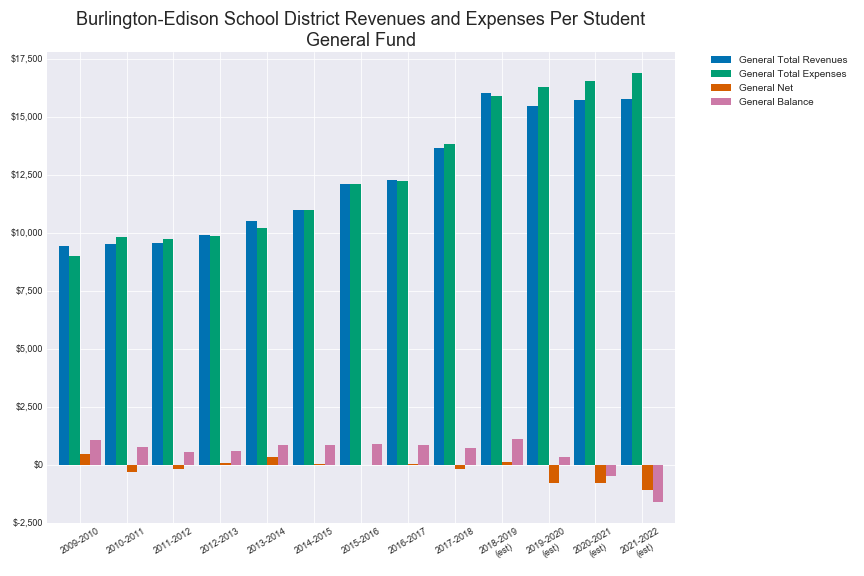 Burlington-Edison School District Revenues and Expenses Per Student
General Fund
$17,500
$15,000
$12,500
$10,000
$7,500
$5,000
$2,500
$0
$-2,500
2009-2010
2010-2011
2011-2012
2012-2013
2013-2014
2014-2015
2015-2016
2016-2017
2017-2018
2018-2019
(est)
2019-2020
(est)
2020-2021
(est)
2021-2022
(est)
General Total Revenues
General Total Expenses
General Net
General Balance